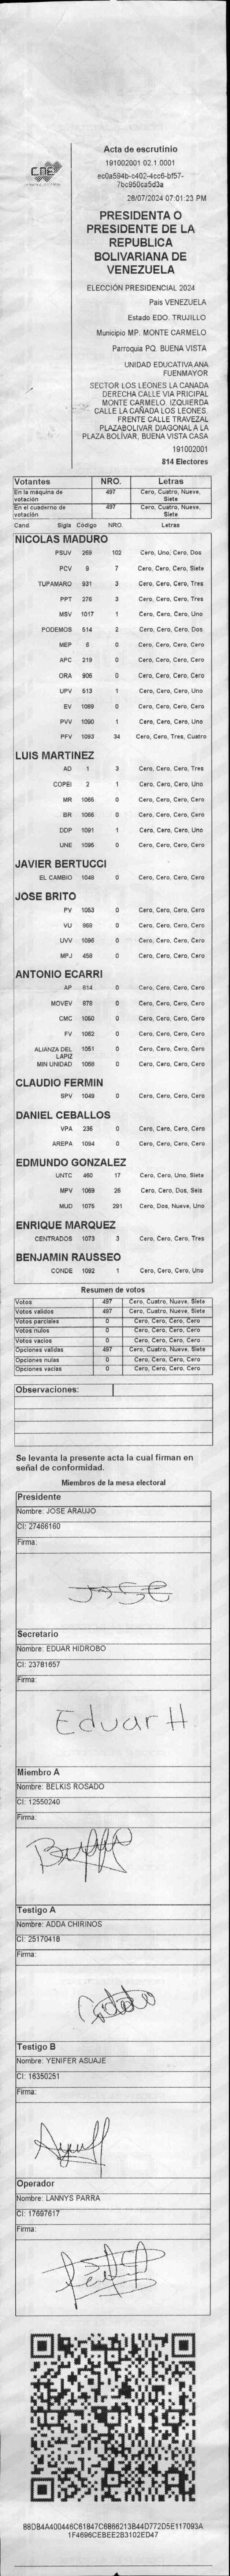 CNE
Acta de escrutinio
191002001.02.1.0001
ec0a594b-c402-4cc6-bf57-
7bc950ca5d3a
28/07/2024 07:01:23 PM
PRESIDENTA O
PRESIDENTE DE LA
REPUBLICA
BOLIVARIANA DE
VENEZUELA
ELECCIÓN PRESIDENCIAL 2024
País VENEZUELA
Estado EDO. TRUJILLO
Municipio MP. MONTE CARMELO
Parroquia PQ. BUENA VISTA
UNIDAD EDUCATIVA ANA
FUENMAYOR
SECTOR LOS LEONES LA CANADA
DERECHA CALLE VIA PRICIPAL
MONTE CARMELO. IZQUIERDA
CALLE LA CAÑADA LOS LEONES.
FRENTE CALLE TRAVEZAL
PLAZABOLIVAR DIAGONAL A LA
PLAZA BOLÍVAR, BUENA VISTA CASA
191002001
814 Electores
Votantes NRO. Letras
En la máquina de votación 497 Cero, Cuatro, Nueve, Siete
En el cuaderno de votación 497 Cero, Cuatro, Nueve, Siete
Cand. Sigla Código NRO. Letras
NICOLAS MADURO
PSUV 269 102 Cero, Uno, Cero, Dos
PCV 9 7 Cero, Cero, Cero, Siete
TUPAMARO 931 3 Cero, Cero, Cero, Tres
PPT 276 3 Cero, Cero, Cero, Tres
MSV 1017 1 Cero, Cero, Cero, Uno
PODEMOS 514 2 Cero, Cero, Cero, Dos
MEP 6 0 Cero, Cero, Cero, Cero
APC 219 0 Cero, Cero, Cero, Cero
ORA 906 0 Cero, Cero, Cero, Cero
UPV 513 1 Cero, Cero, Cero, Uno
EV 1089 0 Cero, Cero, Cero, Cero
PVV 1090 1 Cero, Cero, Cero, Uno
PFV 1093 34 Cero, Cero, Tres, Cuatro
LUIS MARTINEZ
AD 1 3 Cero, Cero, Cero, Tres
COPEI 2 1 Cero, Cero, Cero, Uno
MR 1065 0 Cero, Cero, Cero, Cero
BR 1066 0 Cero, Cero, Cero, Cero
DDP 1091 1 Cero, Cero, Cero, Uno
UNE 1095 0 Cero, Cero, Cero, Cero
JAVIER BERTUCCI
EL CAMBIO 1048 0 Cero, Cero, Cero, Cero
JOSE BRITO
PV 1053 0 Cero, Cero, Cero, Cero
VU 868 0 Cero, Cero, Cero, Cero
UVV 1096 0 Cero, Cero, Cero, Cero
MPJ 458 0 Cero, Cero, Cero, Cero
ANTONIO ECARRI
AP 814 0 Cero, Cero, Cero, Cero
MOVEV 878 0 Cero, Cero, Cero, Cero
CMC 1050 0 Cero, Cero, Cero, Cero
FV 1062 0 Cero, Cero, Cero, Cero
ALIANZA DEL LAPIZ 1051 0 Cero, Cero, Cero, Cero
MIN UNIDAD 1068 0 Cero, Cero, Cero, Cero
CLAUDIO FERMIN
SPV 1049 0 Cero, Cero, Cero, Cero
DANIEL CEBALLOS
VPA 236 0 Cero, Cero, Cero, Cero
AREPA 1094 0 Cero, Cero, Cero, Cero
EDMUNDO GONZALEZ
UNTC 460 17 Cero, Cero, Uno, Siete
MPV 1069 26 Cero, Cero, Dos, Seis
MUD 1075 291 Cero, Dos, Nueve, Uno
ENRIQUE MARQUEZ
CENTRADOS 1073 3 Cero, Cero, Cero, Tres
BENJAMIN RAUSSEO
CONDE 1092 1 Cero, Cero, Cero, Uno
Resumen de votos
Votos 497 Cero, Cuatro, Nueve, Siete
Votos validos 497 Cero, Cuatro, Nueve, Siete
Votos parciales 0 Cero, Cero, Cero, Cero
Votos nulos 0 Cero, Cero, Cero, Cero
Votos vacios 0 Cero, Cero, Cero, Cero
Opciones validas 497 Cero, Cuatro, Nueve, Siete
Opciones nulas 0 Cero, Cero, Cero, Cero
Opciones vacias 0 Cero, Cero, Cero, Cero
Observaciones:
Se levanta la presente acta la cual firman en
señal de conformidad.
Miembros de la mesa electoral
Presidente
Nombre: JOSE ARAUJO
CI: 27466160
Firma:
JOSE
Secretario
Nombre: EDUAR HIDROBO
CI: 23781657
Firma:
Eduar H
Miembro A
Nombre: BELKIS ROSADO
CI: 12550240
Firma:
Testigo A
Nombre: ADDA CHIRINOS
CI: 25170418
Firma:
Testigo B
Nombre: YENIFER ASUAJE
CI: 16350251
Firma:
Operador
Nombre: LANNYS PARRA
CI: 17697617
Firma:
88DB4A400446C61847C6B66213B44D772D5E117093A
1F4696CEBEE2B3102ED47